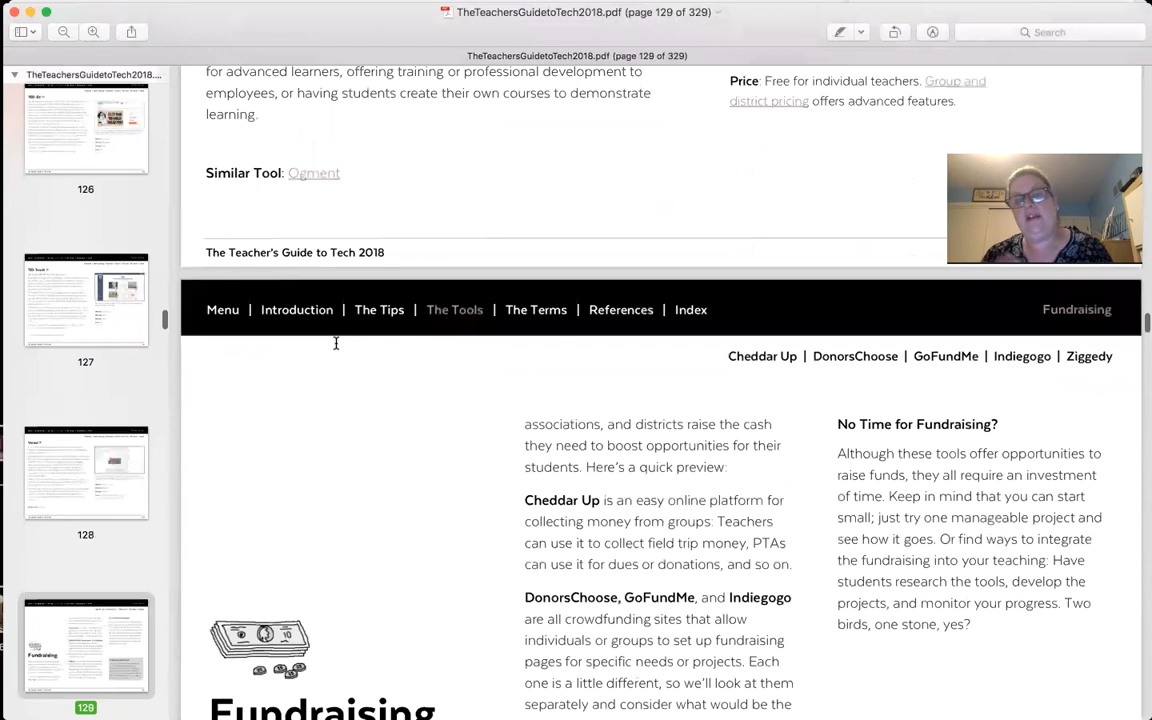 TheTeachersGuidetoTech2018.pdf (page 129 of 329)
Search
TheTeachersGuidetoTech2018.pdf (page 129 of 329)
TheTeachersGuidetoTech2018....
126
127
128
129
for advanced learners, offering training or professional development to
employees, or having students create their own courses to demonstrate
learning.
Similar Tool: Ogment
Price: Free for individual teachers. Group and
district pricing offers advanced features.
The Teacher's Guide to Tech 2018
Menu | Introduction | The Tips | The Tools | The Terms | References | Index
Fundraising
Cheddar Up | DonorsChoose | GoFundMe | Indiegogo | Ziggedy
Fundraising
associations, and districts raise the cash
they need to boost opportunities for their
students. Here's a quick preview:
Cheddar Up is an easy online platform for
collecting money from groups: Teachers
can use it to collect field trip money, PTAs
can use it for dues or donations, and so on.
DonorsChoose, GoFundMe, and Indiegogo
are all crowdfunding sites that allow
individuals or groups to set up fundraising
pages for specific needs or projects. Each
one is a little different, so we'll look at them
separately and consider what would be the
No Time for Fundraising?
Although these tools offer opportunities to
raise funds, they all require an investment
of time. Keep in mind that you can start
small; just try one manageable project and
see how it goes. Or find ways to integrate
the fundraising into your teaching: Have
students research the tools, develop the
projects, and monitor your progress. Two
birds, one stone, yes?